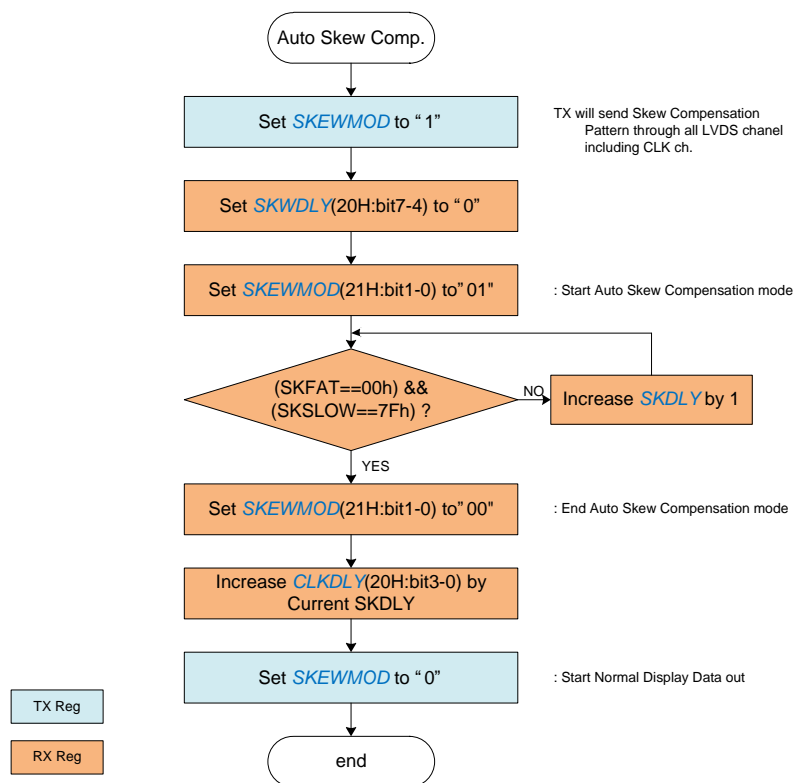 Auto Skew Comp.
Set SKEWMOD to “ 1”
TX will send Skew Compensation
Pattern through all LVDS chanel
including CLK ch.
Set SKWDLY(20H:bit7-4) to “ 0”
Set SKEWMOD(21H:bit1-0) to” 01"
: Start Auto Skew Compensation mode
(SKFAT==00h) &&
(SKSLOW==7Fh) ?
NO
Increase SKDLY by 1
YES
Set SKEWMOD(21H:bit1-0) to” 00"
: End Auto Skew Compensation mode
Increase CLKDLY(20H:bit3-0) by
Current SKDLY
Set SKEWMOD to “ 0”
: Start Normal Display Data out
TX Reg
RX Reg
end